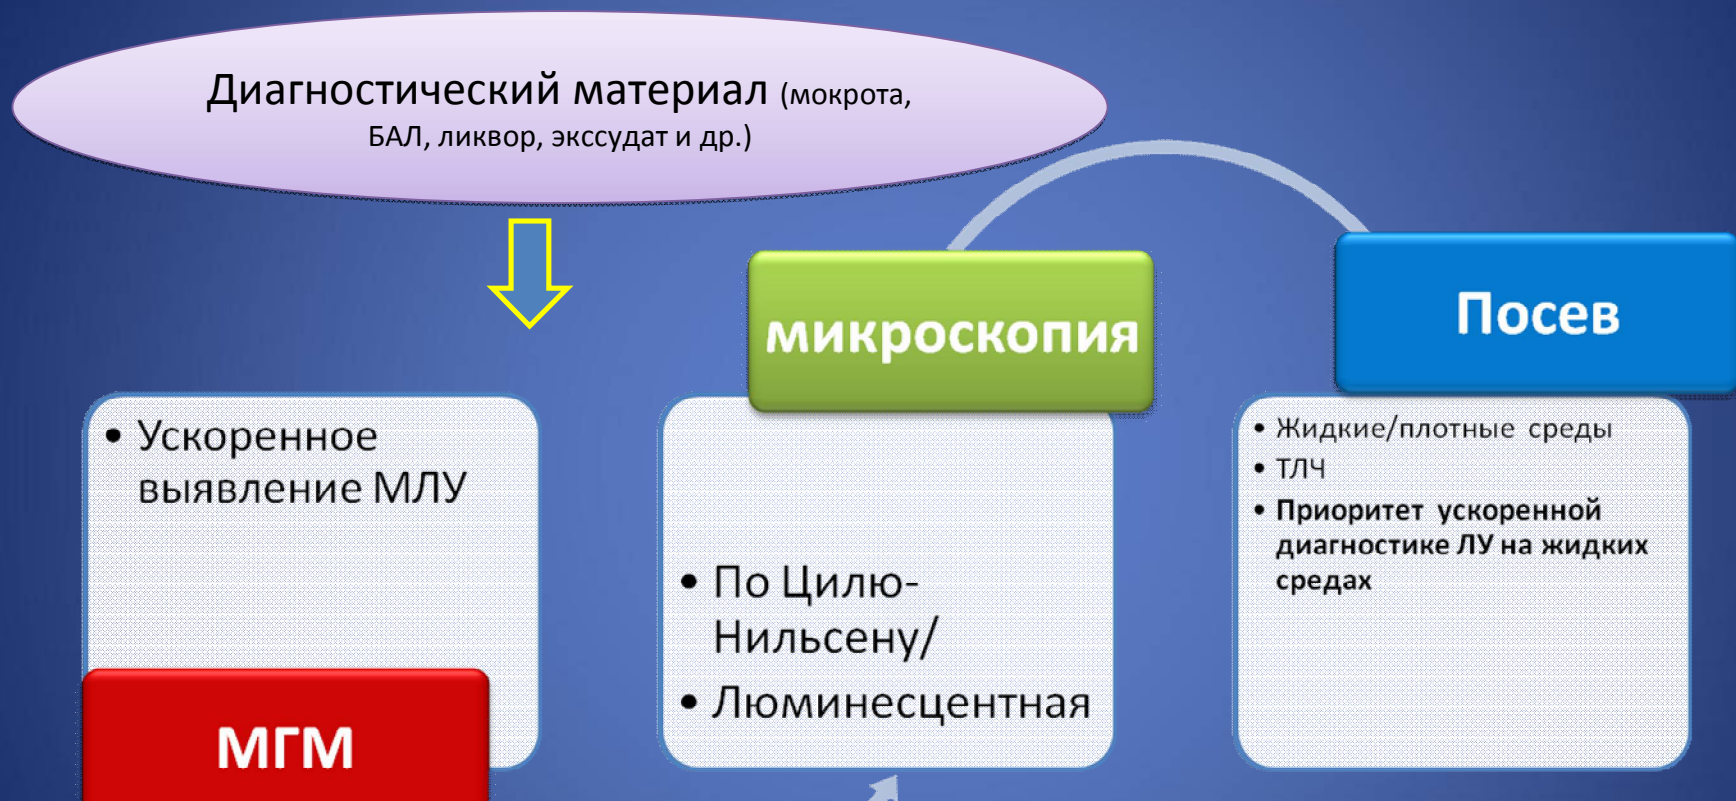 Диагностический материал (мокрота,
БАЛ, ликвор, экссудат и др.)
• Ускоренное
выявление МЛУ
МГМ
микроскопия
• По Цилю-
Нильсену/
• Люминесцентная
Посев
• Жидкие/плотные среды
• ТЛЧ
• Приоритет ускоренной
диагностике ЛУ на жидких
средах